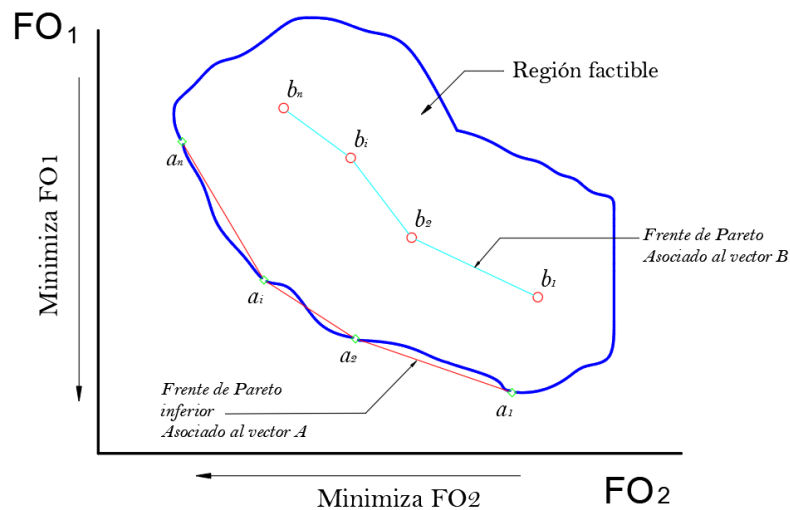 FO1
Región factible
bn
bi
an
Minimiza FO1
b2
Frente de Pareto
Asociado al vector B
b1
ai
a2
Frente de Pareto
inferior
Asociado al vector A
a1
Minimiza FO2
FO2